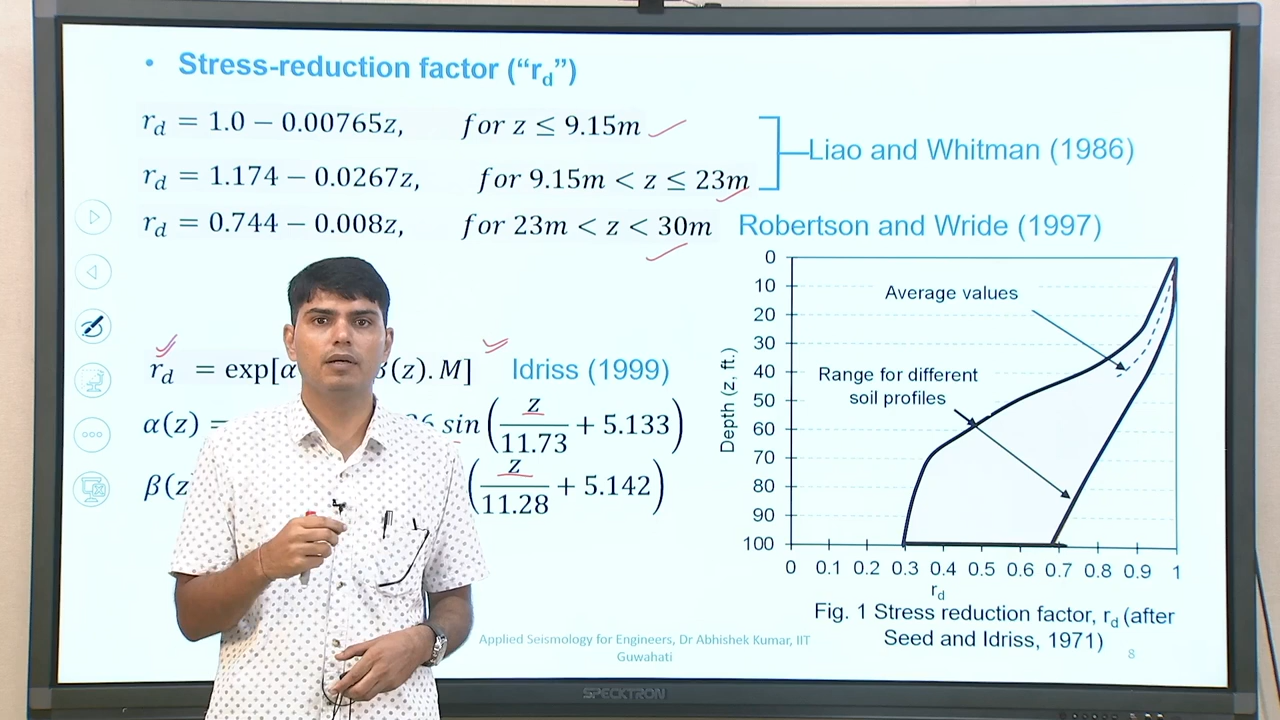 • Stress-reduction factor (“r_d”)
r_d = 1.0 − 0.00765z, for z ≤ 9.15m
r_d = 1.174 − 0.0267z, for 9.15m < z ≤ 23m
Liao and Whitman (1986)
r_d = 0.744 − 0.008z, for 23m < z < 30m Robertson and Wride (1997)
r_d = exp[α (z).M] Idriss (1999)
α(z) = sin(z/11.73 + 5.133)
β(z (z/11.28 + 5.142)
0
10
20
30
40
50
60
70
80
90
100
Depth (z, ft.)
Average values
Range for different
soil profiles
0 0.1 0.2 0.3 0.4 0.5 0.6 0.7 0.8 0.9 1
r_d
Fig. 1 Stress reduction factor, r_d (after
Seed and Idriss, 1971)
Applied Seismology for Engineers, Dr Abhishek Kumar, IIT
Guwahati
8
SPECKTRON